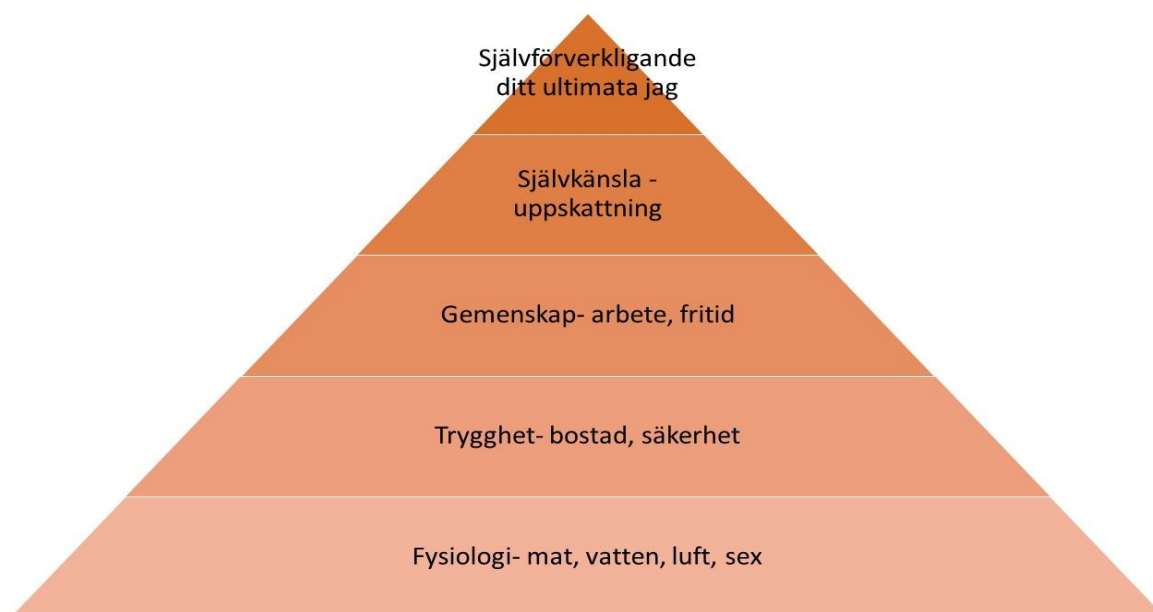 Självförverkligande
ditt ultimata jag
Självkänsla -
uppskattning
Gemenskap- arbete, fritid
Trygghet- bostad, säkerhet
Fysiologi- mat, vatten, luft, sex